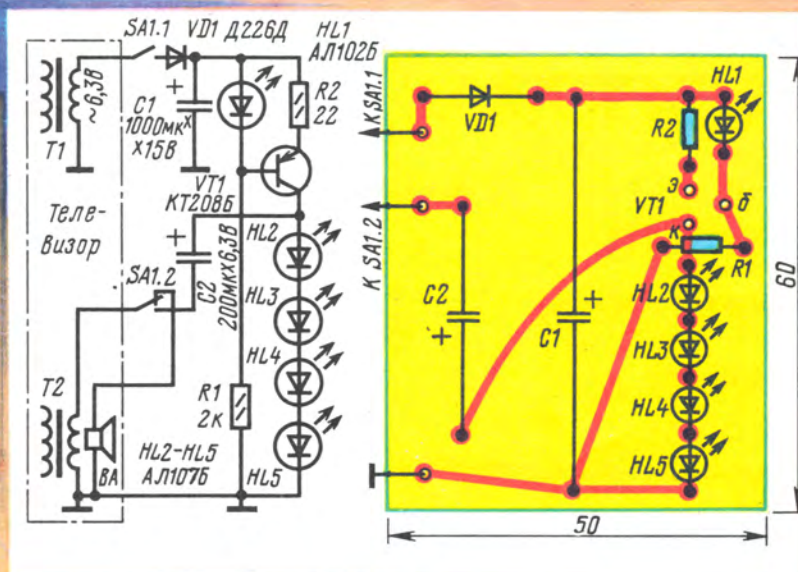 SA1.1
VD1 Д226Д
HL1
АЛ102Б
~6,3В
+
C1
1000мк×
×15В
R2
22
T1
VT1
КТ208Б
Теле-
визор
+
C2
200мк×6,3В
HL2
SA1.2
HL3
HL4
T2
R1
2к
ВА
HL2-HL5
АЛ107Б
HL5
К SA1.1
VD1
HL1
R2
э
К SA1.2
VT1
б
к
R1
HL2
C2
+
C1
+
HL3
HL4
HL5
60
50